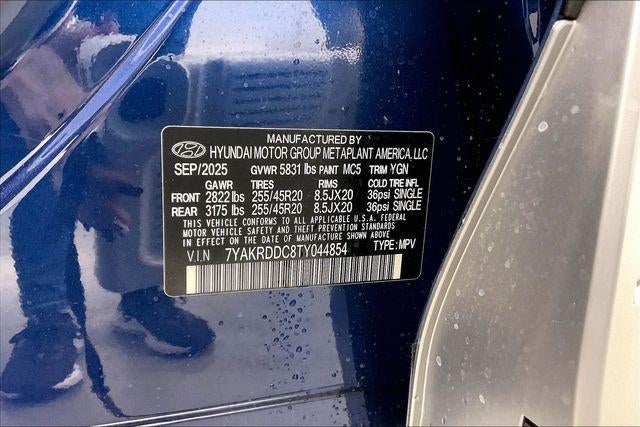 MANUFACTURED BY
HYUNDAI MOTOR GROUP METAPLANT AMERICA, LLC
SEP/2025 GVWR 5831 lbs PAINT MC5 TRIM YGN
GAWR TIRES RIMS COLD TIRE INFL
FRONT 2822 lbs 255/45R20 8.5JX20 36psi SINGLE
REAR 3175 lbs 255/45R20 8.5JX20 36psi SINGLE
THIS VEHICLE CONFORMS TO ALL APPLICABLE U.S.A. FEDERAL
MOTOR VEHICLE SAFETY AND THEFT PREVENTION STANDARDS
IN EFFECT ON THE DATE OF MANUFACTURE SHOWN ABOVE
V.I.N 7YAKRDDC8TY044854 TYPE: MPV